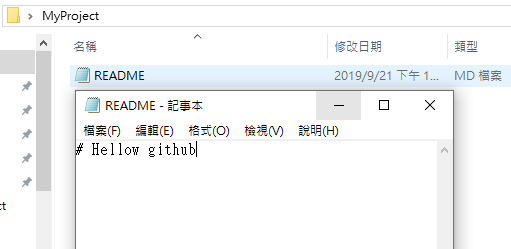 MyProject
名稱
修改日期
類型
README
2019/9/21 下午 1...
MD 檔案
README - 記事本
檔案(F) 編輯(E) 格式(O) 檢視(V) 說明(H)
# Hellow github
ct